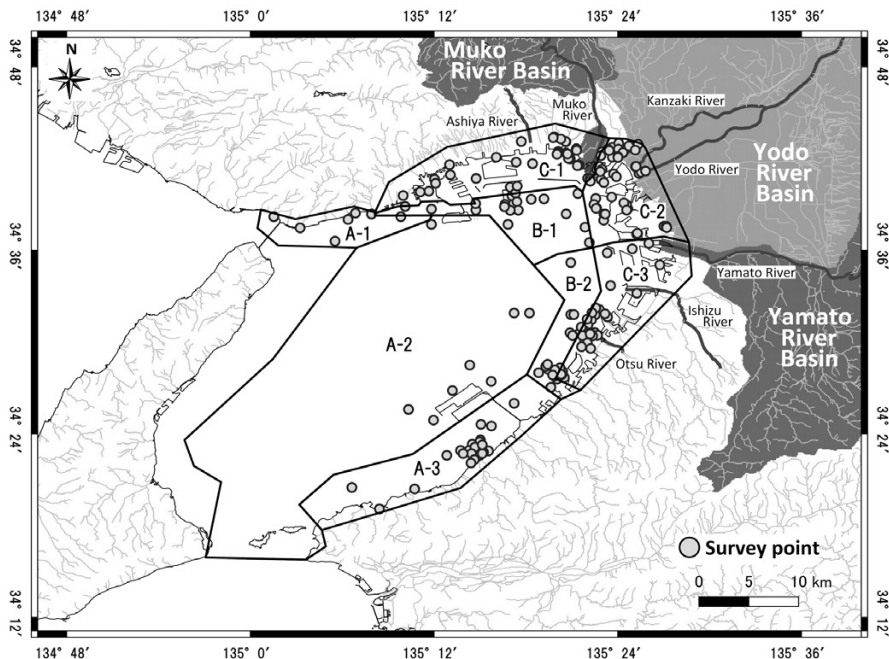 134° 48′ 135° 0′ 135° 12′ 135° 24′ 135° 36′
34° 48′
34° 36′
34° 24′
34° 12′
N
Muko
River Basin
Ashiya River
Muko
River
Kanzaki River
Yodo River
Yodo
River
Basin
C-1
C-2
A-1
B-1
C-3
B-2
Yamato River
Ishizu
River
Yamato
River
Basin
A-2
Otsu River
A-3
Survey point
0 5 10 km
34° 48′
34° 36′
34° 24′
34° 12′
134° 48′ 135° 0′ 135° 12′ 135° 24′ 135° 36′